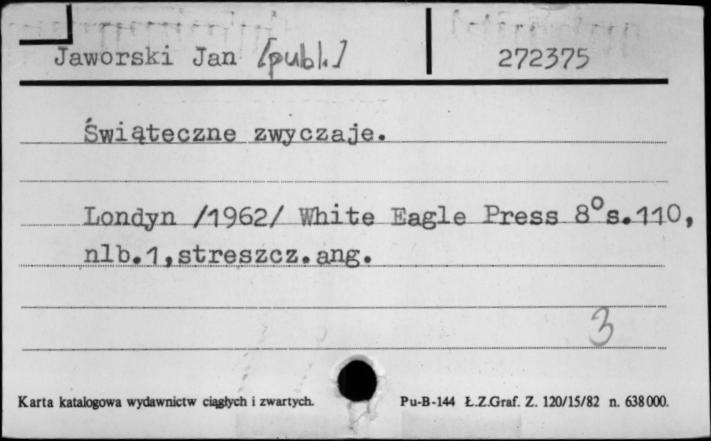 Jaworski Jan [publ.] 272375
Świąteczne zwyczaje.
Londyn /1962/ White Eagle Press 8°s.110,
nlb.1,streszcz.ang.
3
Karta katalogowa wydawnictw ciągłych i zwartych. Pu-B-144 Ł.Z.Graf. Z. 120/15/82 n. 638000.